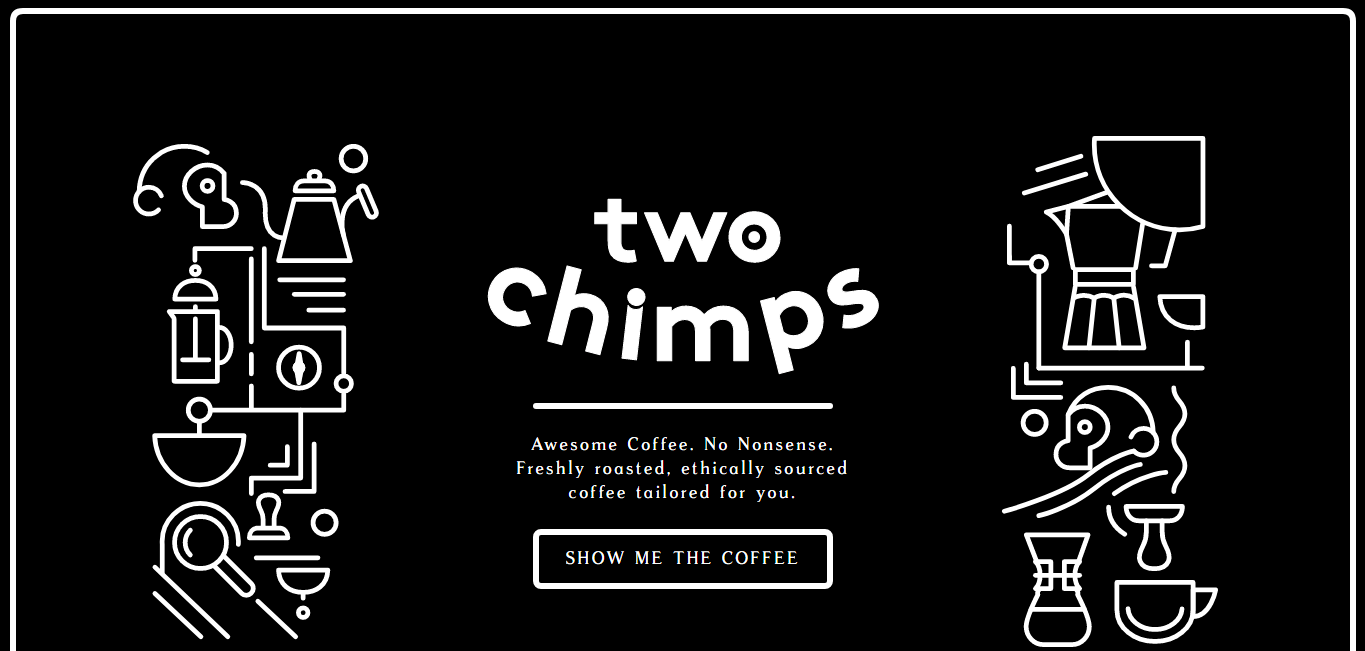 two
chimps
Awesome Coffee. No Nonsense.
Freshly roasted, ethically sourced
coffee tailored for you.
SHOW ME THE COFFEE